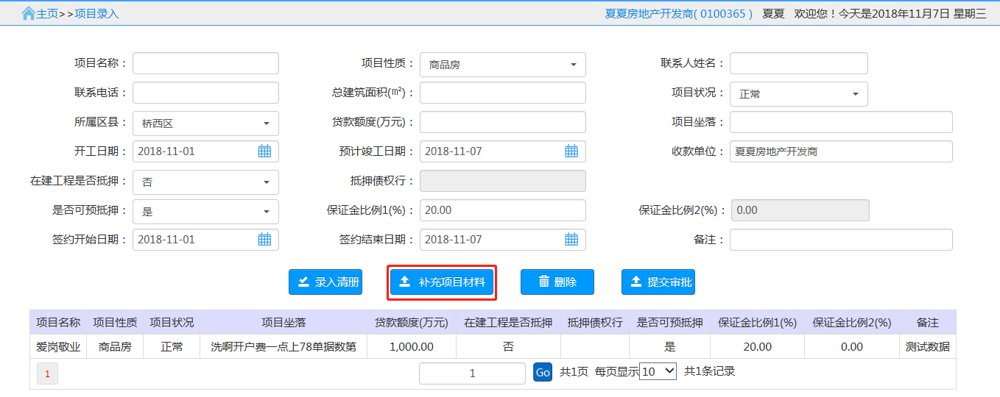 主页>>项目录入 夏夏房地产开发商( 0100365 ) 夏夏 欢迎您！今天是2018年11月7日 星期三
项目名称： 项目性质： 商品房 联系人姓名：
联系电话： 总建筑面积(㎡)： 项目状况： 正常
所属区县： 桥西区 贷款额度(万元)： 项目坐落：
开工日期： 2018-11-01 预计竣工日期： 2018-11-07 收款单位： 夏夏房地产开发商
在建工程是否抵押： 否 抵押债权行：
是否可预抵押： 是 保证金比例1(%)： 20.00 保证金比例2(%)： 0.00
签约开始日期： 2018-11-01 签约结束日期： 2018-11-07 备注：
录入清册 补充项目材料 删除 提交审批
项目名称 项目性质 项目状况 项目坐落 贷款额度(万元) 在建工程是否抵押 抵押债权行 是否可预抵押 保证金比例1(%) 保证金比例2(%) 备注
爱岗敬业 商品房 正常 洗啊开户费一点上78单据数第 1,000.00 否 是 20.00 0.00 测试数据
1 1 Go 共1页 每页显示 10 共1条记录